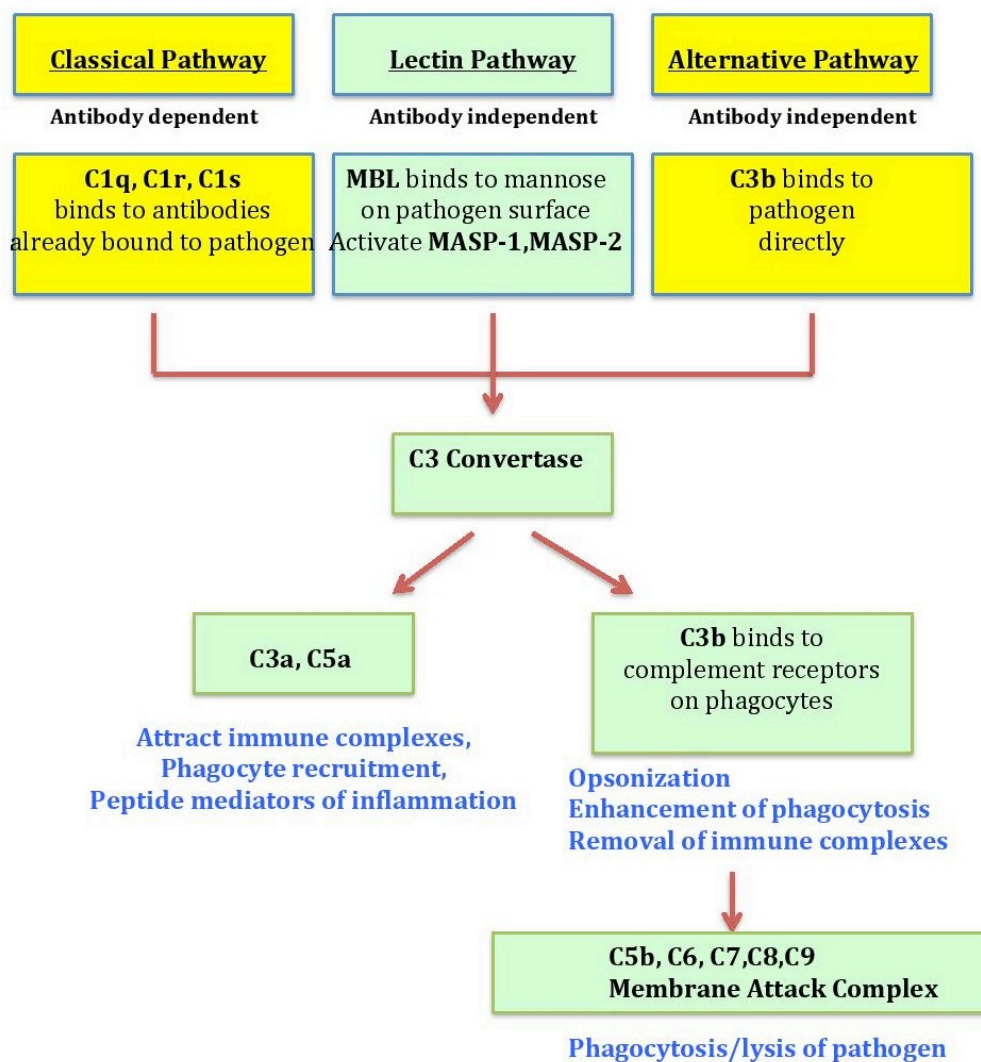 Classical Pathway
Antibody dependent
C1q, C1r, C1s
binds to antibodies
already bound to pathogen
Lectin Pathway
Antibody independent
MBL binds to mannose
on pathogen surface
Activate MASP-1,MASP-2
Alternative Pathway
Antibody independent
C3b binds to
pathogen
directly
C3 Convertase
C3a, C5a
Attract immune complexes,
Phagocyte recruitment,
Peptide mediators of inflammation
C3b binds to
complement receptors
on phagocytes
Opsonization
Enhancement of phagocytosis
Removal of immune complexes
C5b, C6, C7,C8,C9
Membrane Attack Complex
Phagocytosis/lysis of pathogen